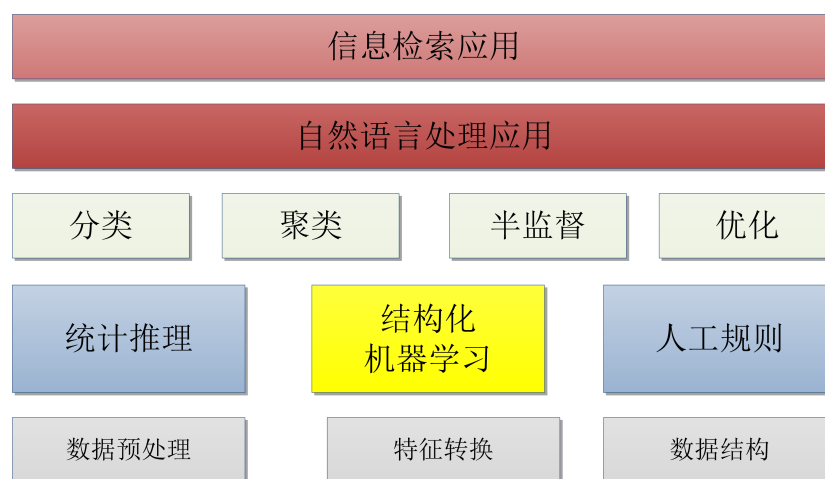 信息检索应用
自然语言处理应用
分类
聚类
半监督
优化
统计推理
结构化
机器学习
人工规则
数据预处理
特征转换
数据结构